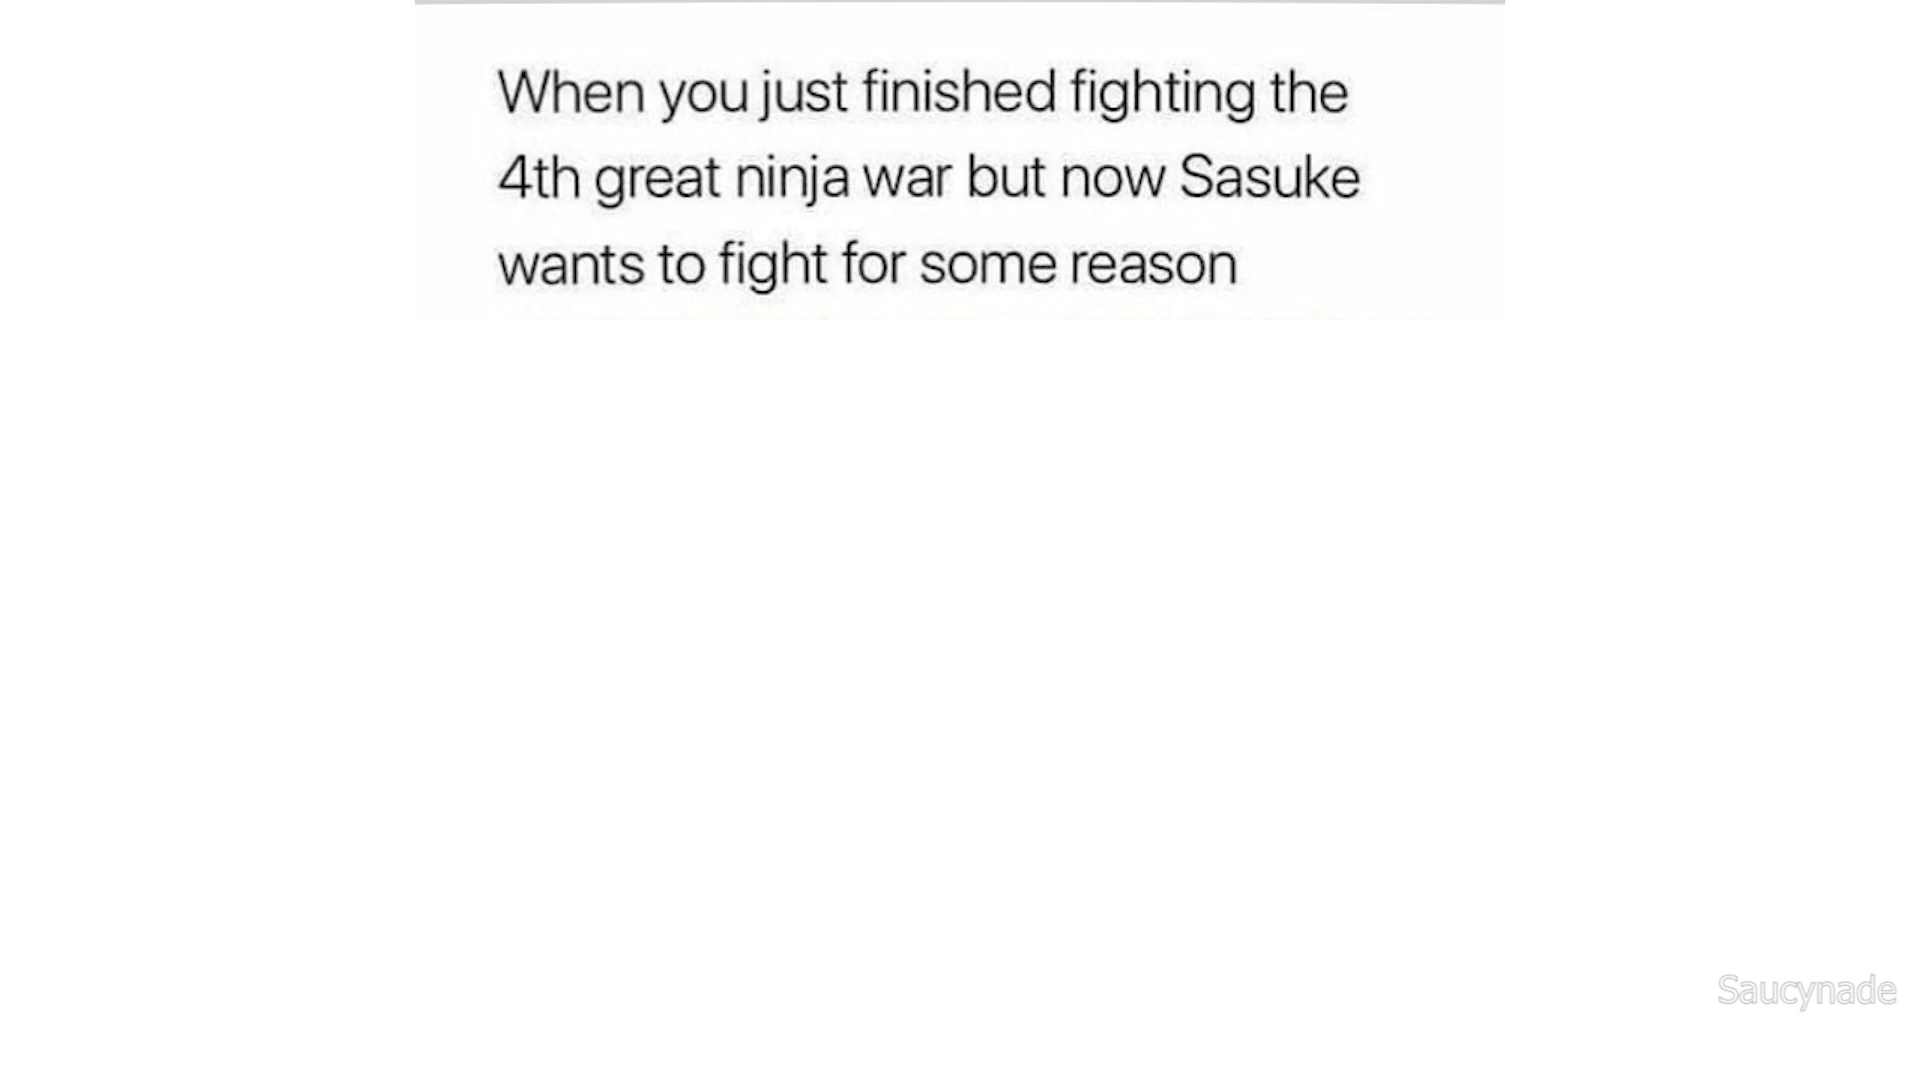 When you just finished fighting the
4th great ninja war but now Sasuke
wants to fight for some reason
Saucynade